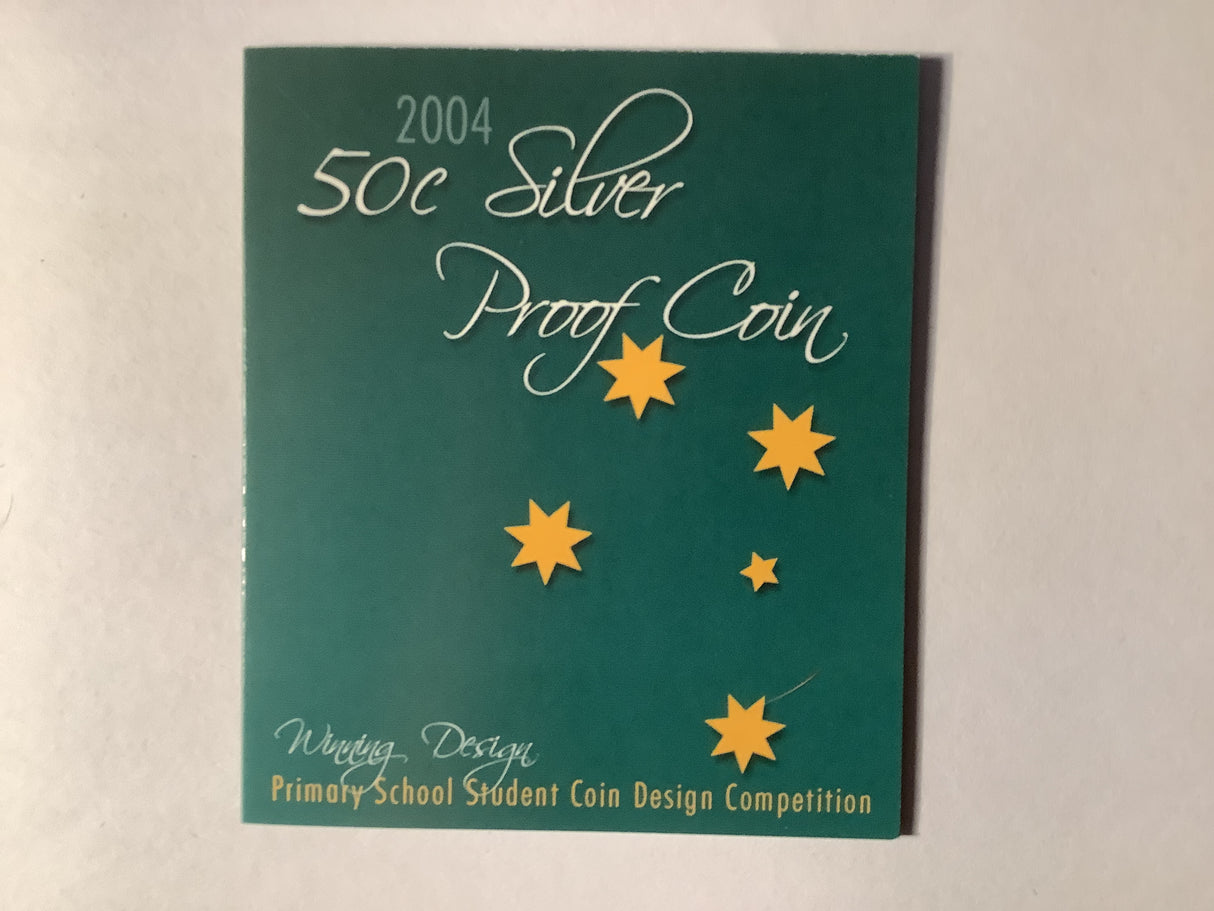 2004
50c Silver
Proof Coin
Winning Design
Primary School Student Coin Design Competition